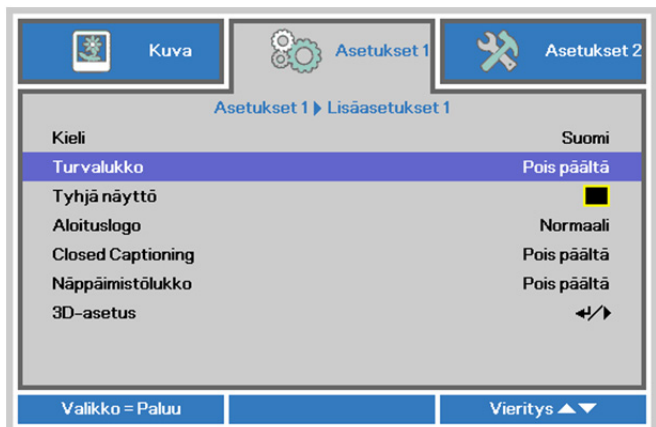 Kuva Asetukset 1 Asetukset 2
Asetukset 1 Lisäasetukset 1
Kieli Suomi
Turvalukko Pois päältä
Tyhjä näyttö
Aloituslogo Normaali
Closed Captioning Pois päältä
Näppäimistölukko Pois päältä
3D-asetus
Valikko = Paluu Vieritys